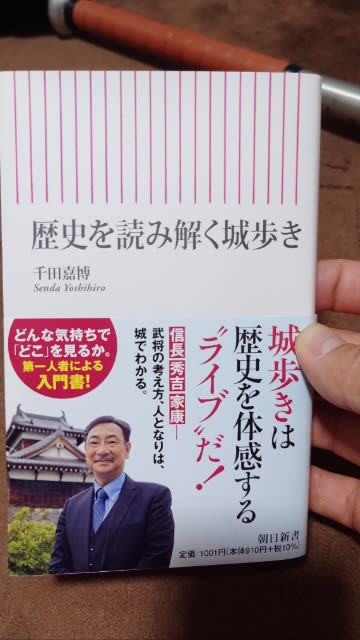 歴史を読み解く城歩き
千田嘉博
Senda Yoshihiro
城歩きは
歴史を体感する
“ライブ”だ!
信長、秀吉、家康――
武将の考え方、人となりは、
城でわかる。
どんな気持ちで
「どこ」を見るか。
第一人者による
入門書!
朝日新書
定価:1001円(本体910円+税10%)